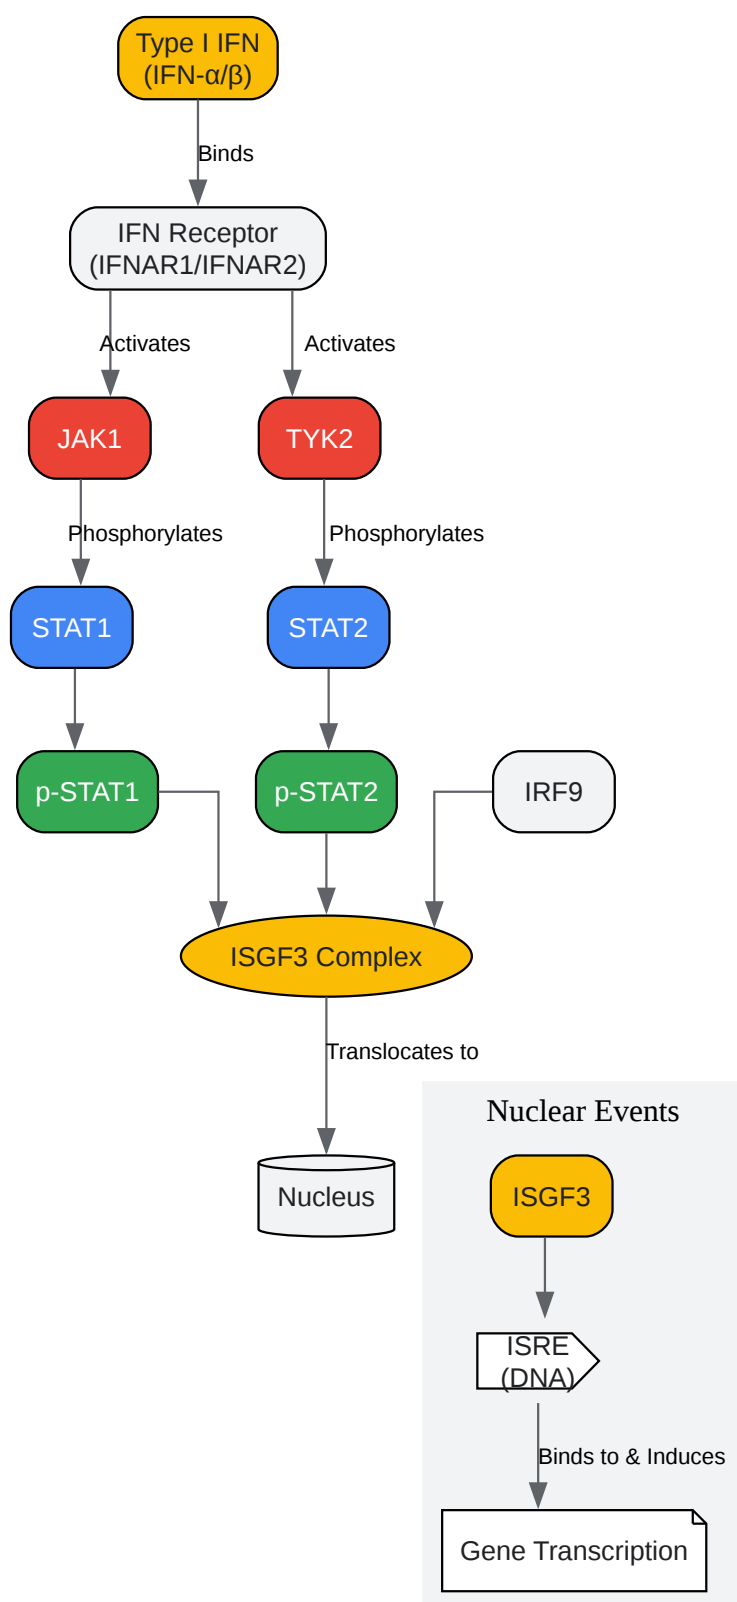 Type I IFN
(IFN-α/β)
Binds
IFN Receptor
(IFNAR1/IFNAR2)
Activates
Activates
JAK1
TYK2
Phosphorylates
Phosphorylates
STAT1
STAT2
p-STAT1
p-STAT2
IRF9
ISGF3 Complex
Translocates to
Nuclear Events
Nucleus
ISGF3
ISRE
(DNA)
Binds to & Induces
Gene Transcription